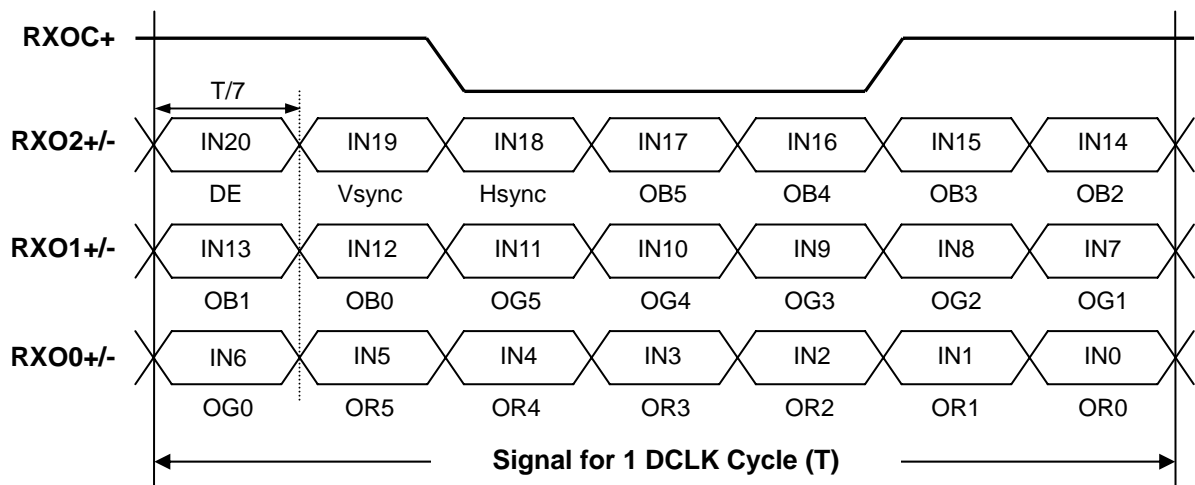 RXOC+
T/7
RXO2+/- IN20 IN19 IN18 IN17 IN16 IN15 IN14
DE Vsync Hsync OB5 OB4 OB3 OB2
RXO1+/- IN13 IN12 IN11 IN10 IN9 IN8 IN7
OB1 OB0 OG5 OG4 OG3 OG2 OG1
RXO0+/- IN6 IN5 IN4 IN3 IN2 IN1 IN0
OG0 OR5 OR4 OR3 OR2 OR1 OR0
Signal for 1 DCLK Cycle (T)